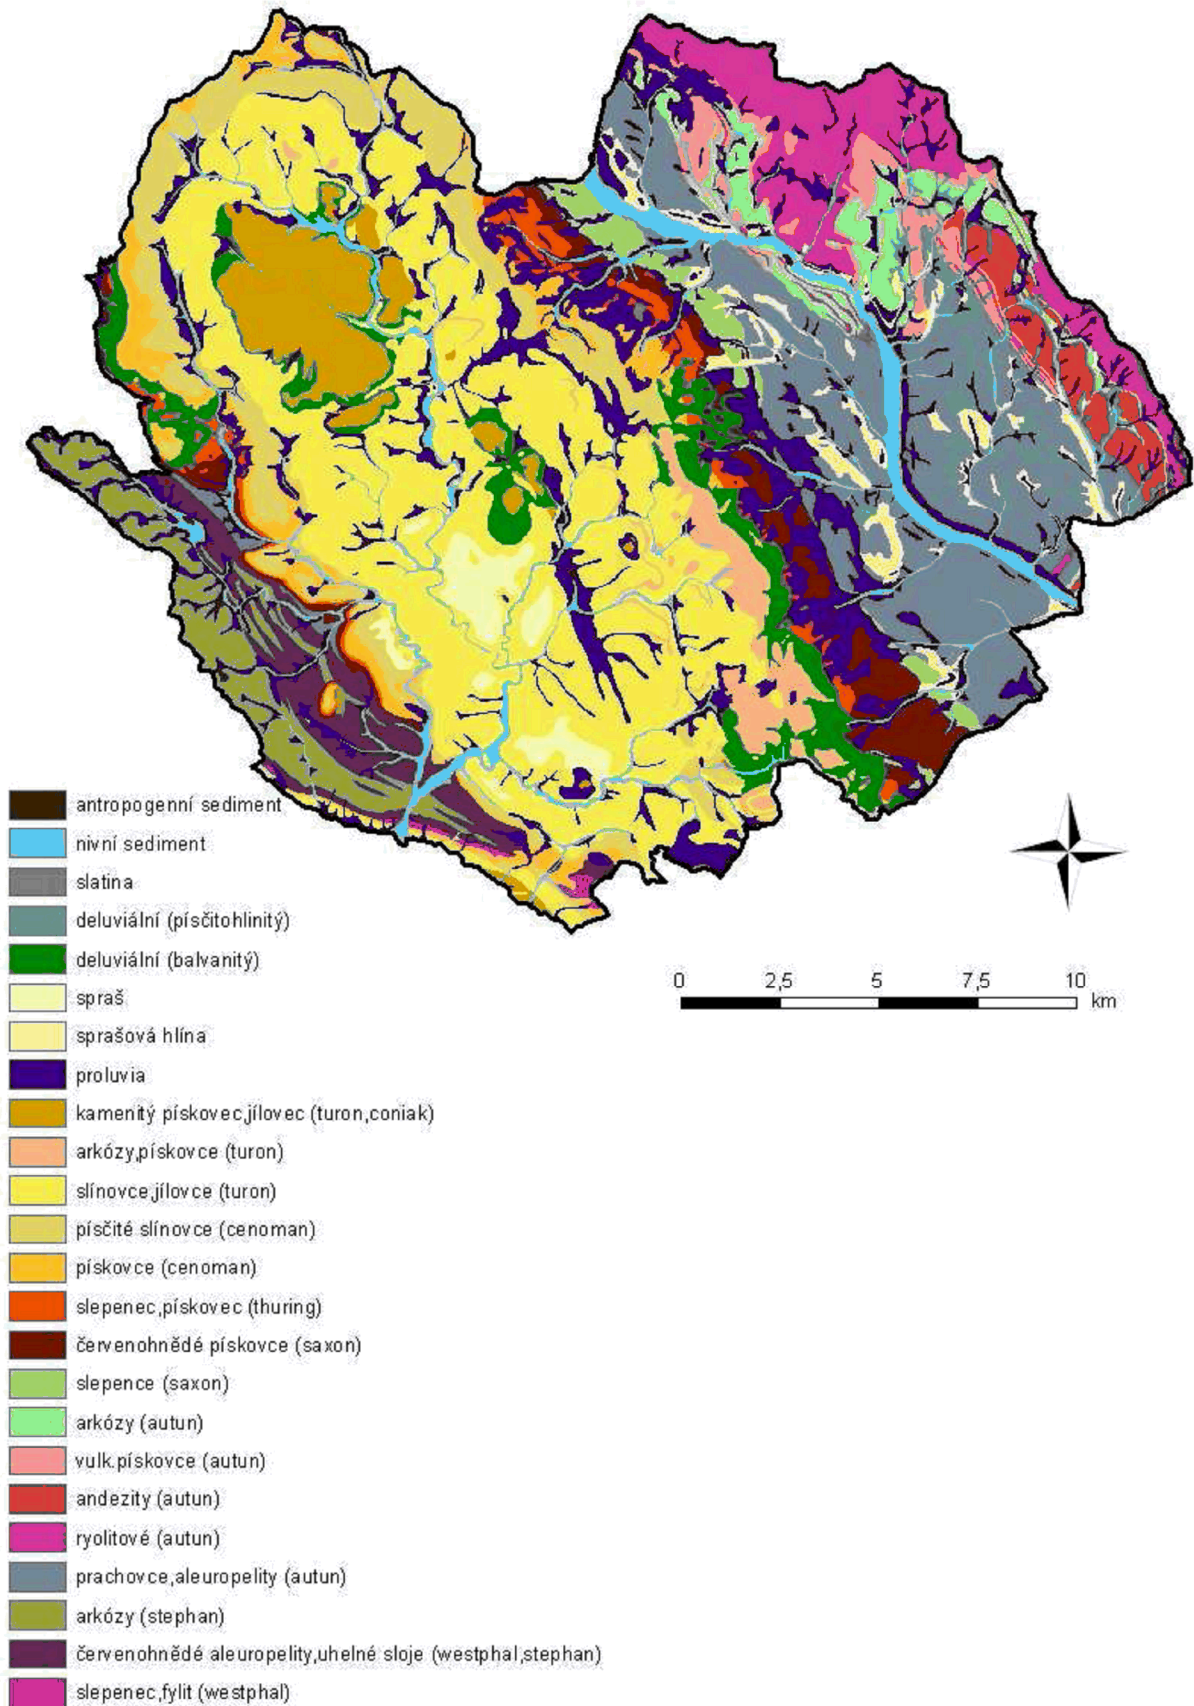 antropogenní sediment
nivní sediment
slatina
deluviální (písčitohlinitý)
deluviální (balvanitý)
spraš
sprašová hlína
proluvia
kamenitý pískovec,jílovec (turon,coniak)
arkózy,pískovce (turon)
slínovce,jílovce (turon)
písčité slínovce (cenoman)
pískovce (cenoman)
slepenec,pískovec (thuring)
červenohnědé pískovce (saxon)
slepence (saxon)
arkózy (autun)
vulk.pískovce (autun)
andezity (autun)
ryolitové (autun)
prachovce,aleuropelity (autun)
arkózy (stephan)
červenohnědé aleuropelity,uhelné sloje (westphal,stephan)
slepenec,fylit (westphal)
0 2,5 5 7,5 10
km